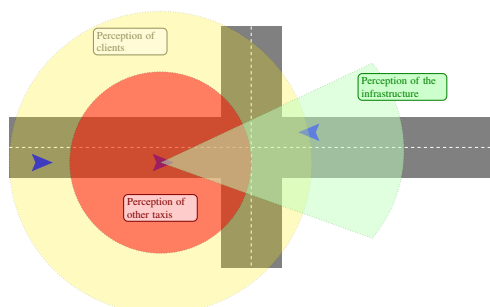 Perception of
clients
Perception of the
infrastructure
Perception of
other taxis